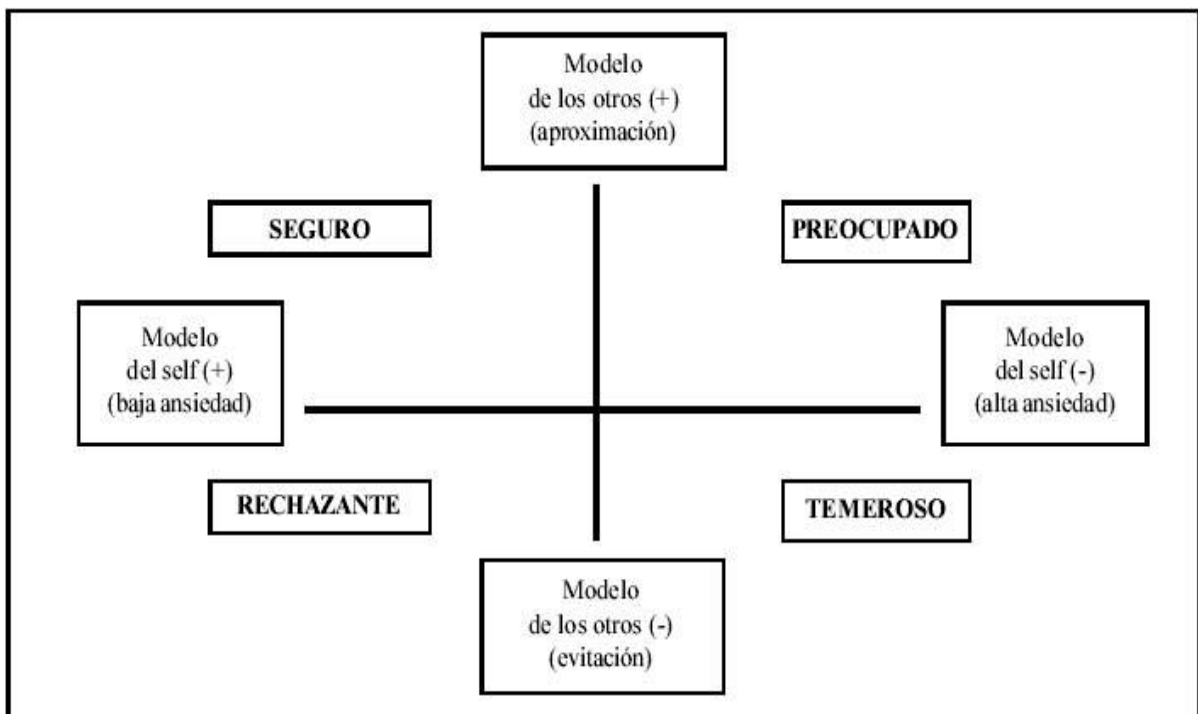 Modelo
de los otros (+)
(aproximación)
SEGURO
PREOCUPADO
Modelo
del self (+)
(baja ansiedad)
Modelo
del self (-)
(alta ansiedad)
RECHAZANTE
TEMEROSO
Modelo
de los otros (-)
(evitación)